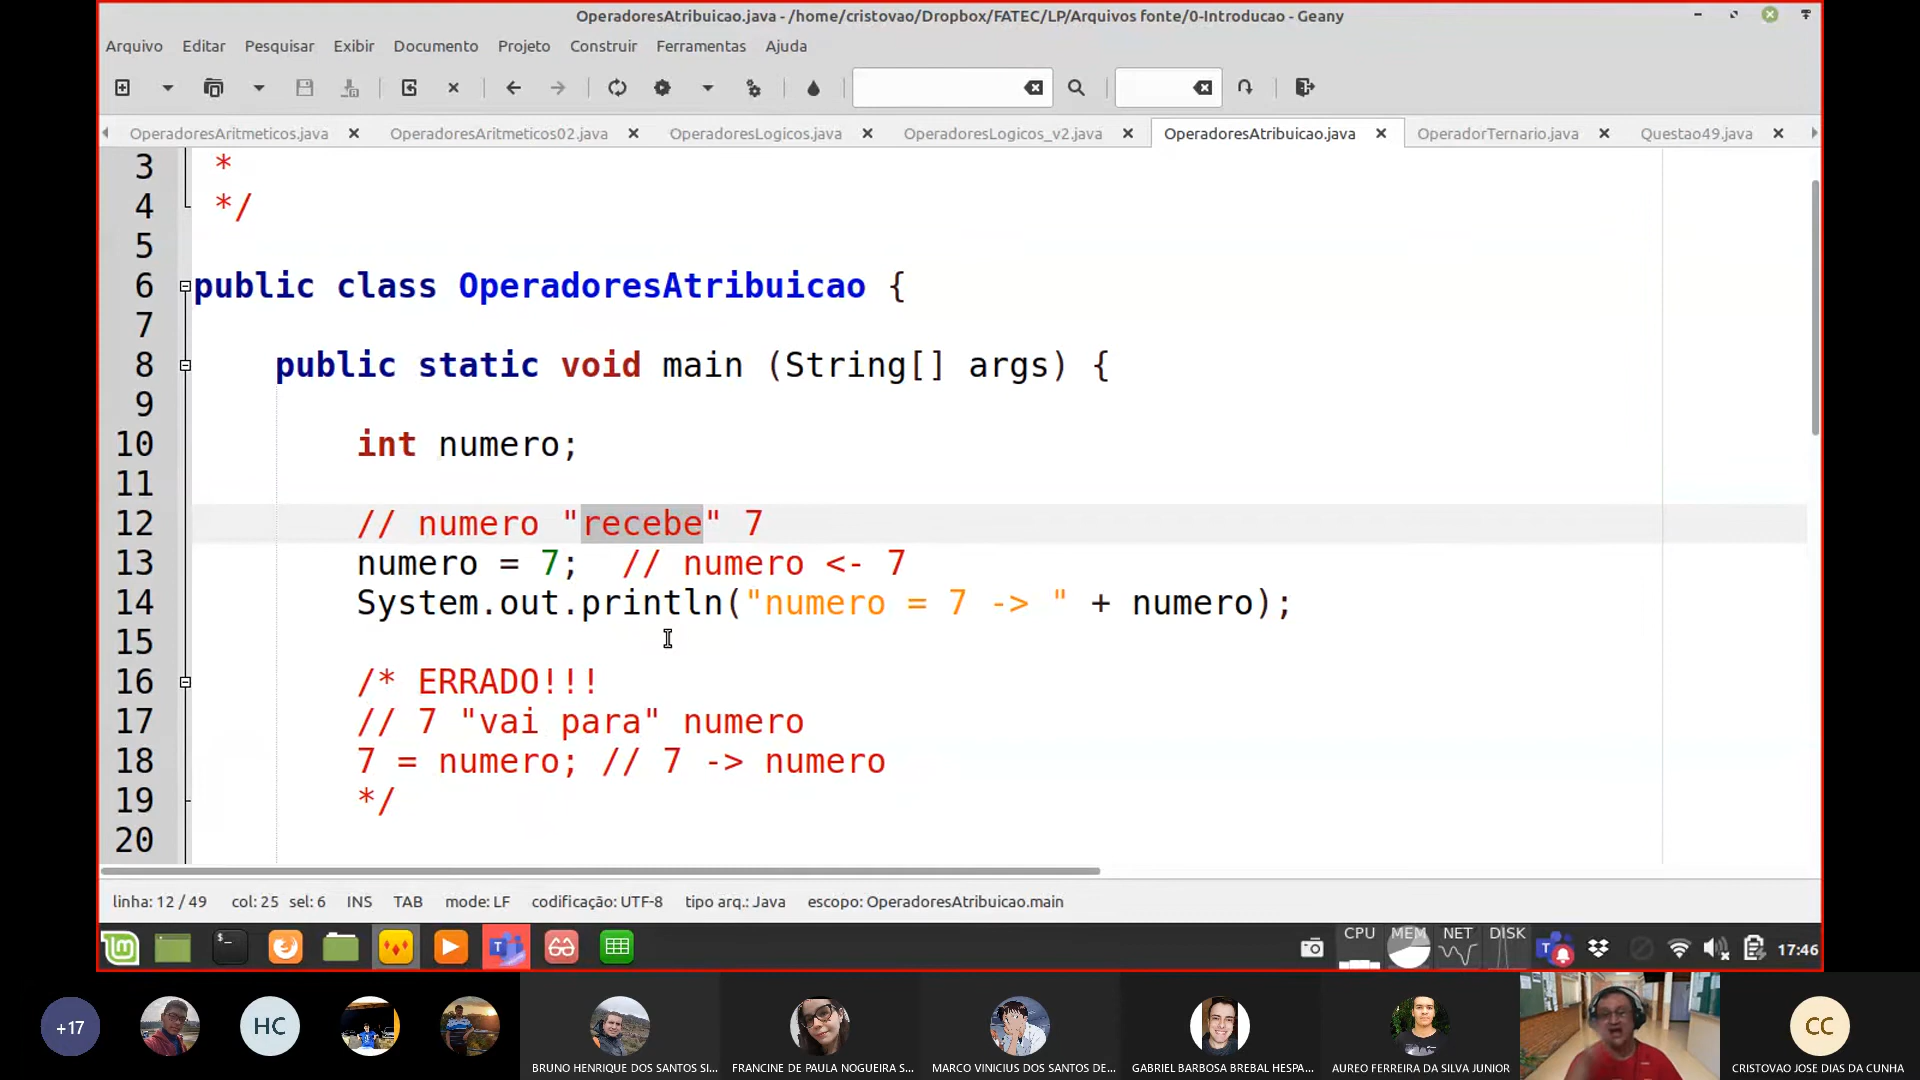 OperadoresAtribuicao.java - /home/cristovao/Dropbox/FATEC/LP/Arquivos fonte/0-Introducao - Geany
Arquivo Editar Pesquisar Exibir Documento Projeto Construir Ferramentas Ajuda
OperadoresAritmeticos.java OperadoresAritmeticos02.java OperadoresLogicos.java OperadoresLogicos_v2.java OperadoresAtribuicao.java OperadorTernario.java Questao49.java
3 *
4 */
5
6 public class OperadoresAtribuicao {
7
8 public static void main (String[] args) {
9
10 int numero;
11
12 // numero "recebe" 7
13 numero = 7; // numero <- 7
14 System.out.println("numero = 7 -> " + numero);
15
16 /* ERRADO!!!
17 // 7 "vai para" numero
18 7 = numero; // 7 -> numero
19 */
20
linha: 12 / 49 col: 25 sel: 6 INS TAB mode: LF codificação: UTF-8 tipo arq.: Java escopo: OperadoresAtribuicao.main
CPU MEM NET DISK 17:46
+17 HC CC
BRUNO HENRIQUE DOS SANTOS SI... FRANCINE DE PAULA NOGUEIRA S... MARCO VINICIUS DOS SANTOS DE... GABRIEL BARBOSA BREBAL HESPA... AUREO FERREIRA DA SILVA JUNIOR CRISTOVAO JOSE DIAS DA CUNHA